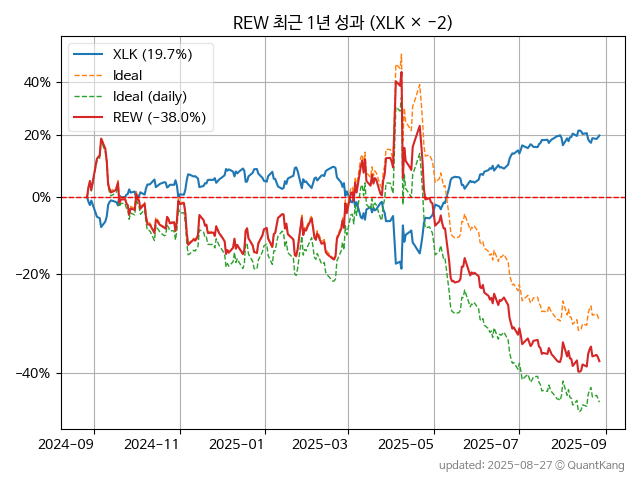 REW 최근 1년 성과 (XLK × −2)
XLK (19.7%)
Ideal
Ideal (daily)
REW (−38.0%)
40%
20%
0%
−20%
−40%
2024-09 2024-11 2025-01 2025-03 2025-05 2025-07 2025-09
updated: 2025-08-27 © QuantKang